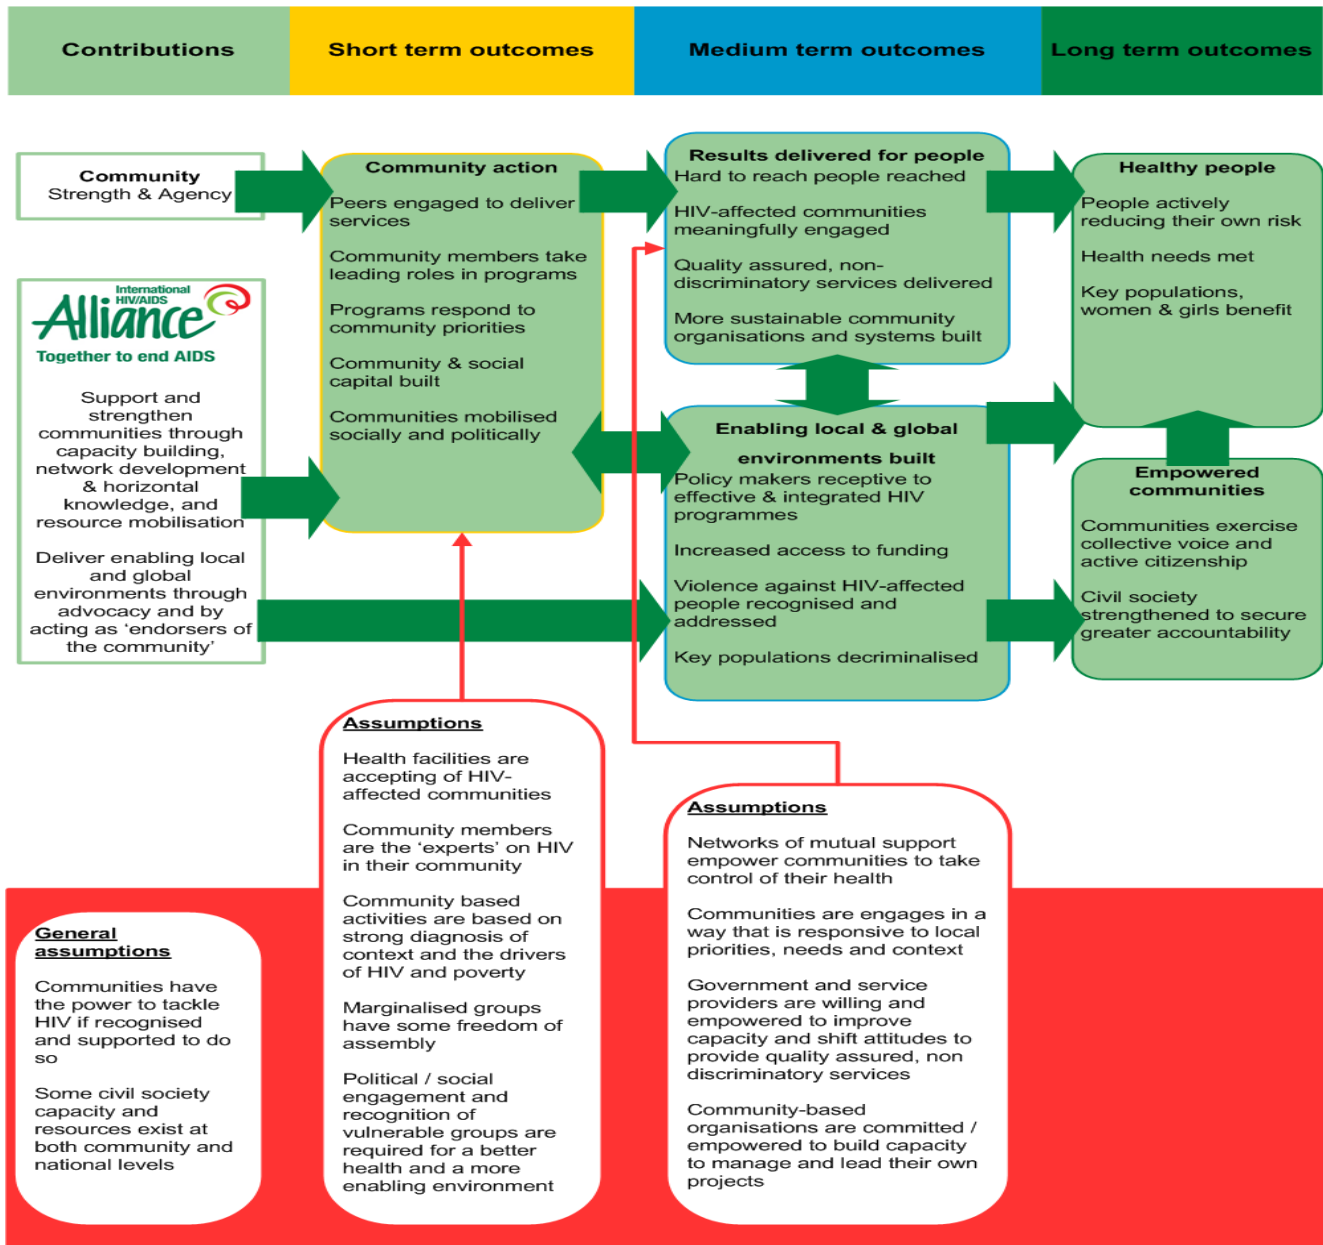 Contributions
Short term outcomes
Medium term outcomes
Long term outcomes
Community
Strength & Agency
International
HIV/AIDS
Alliance
Together to end AIDS
Support and
strengthen
communities through
capacity building,
network development
& horizontal
knowledge, and
resource mobilisation
Deliver enabling local
and global
environments through
advocacy and by
acting as ‘endorsers of
the community’
Community action
Peers engaged to deliver
services
Community members take
leading roles in programs
Programs respond to
community priorities
Community & social
capital built
Communities mobilised
socially and politically
Results delivered for people
Hard to reach people reached
HIV-affected communities
meaningfully engaged
Quality assured, non-
discriminatory services delivered
More sustainable community
organisations and systems built
Enabling local & global
environments built
Policy makers receptive to
effective & integrated HIV
programmes
Increased access to funding
Violence against HIV-affected
people recognised and
addressed
Key populations decriminalised
Healthy people
People actively
reducing their own risk
Health needs met
Key populations,
women & girls benefit
Empowered
communities
Communities exercise
collective voice and
active citizenship
Civil society
strengthened to secure
greater accountability
General
assumptions
Communities have
the power to tackle
HIV if recognised
and supported to do
so
Some civil society
capacity and
resources exist at
both community and
national levels
Assumptions
Health facilities are
accepting of HIV-
affected communities
Community members
are the ‘experts’ on HIV
in their community
Community based
activities are based on
strong diagnosis of
context and the drivers
of HIV and poverty
Marginalised groups
have some freedom of
assembly
Political / social
engagement and
recognition of
vulnerable groups are
required for a better
health and a more
enabling environment
Assumptions
Networks of mutual support
empower communities to take
control of their health
Communities are engages in a
way that is responsive to local
priorities, needs and context
Government and service
providers are willing and
empowered to improve
capacity and shift attitudes to
provide quality assured, non
discriminatory services
Community-based
organisations are committed /
empowered to build capacity
to manage and lead their own
projects